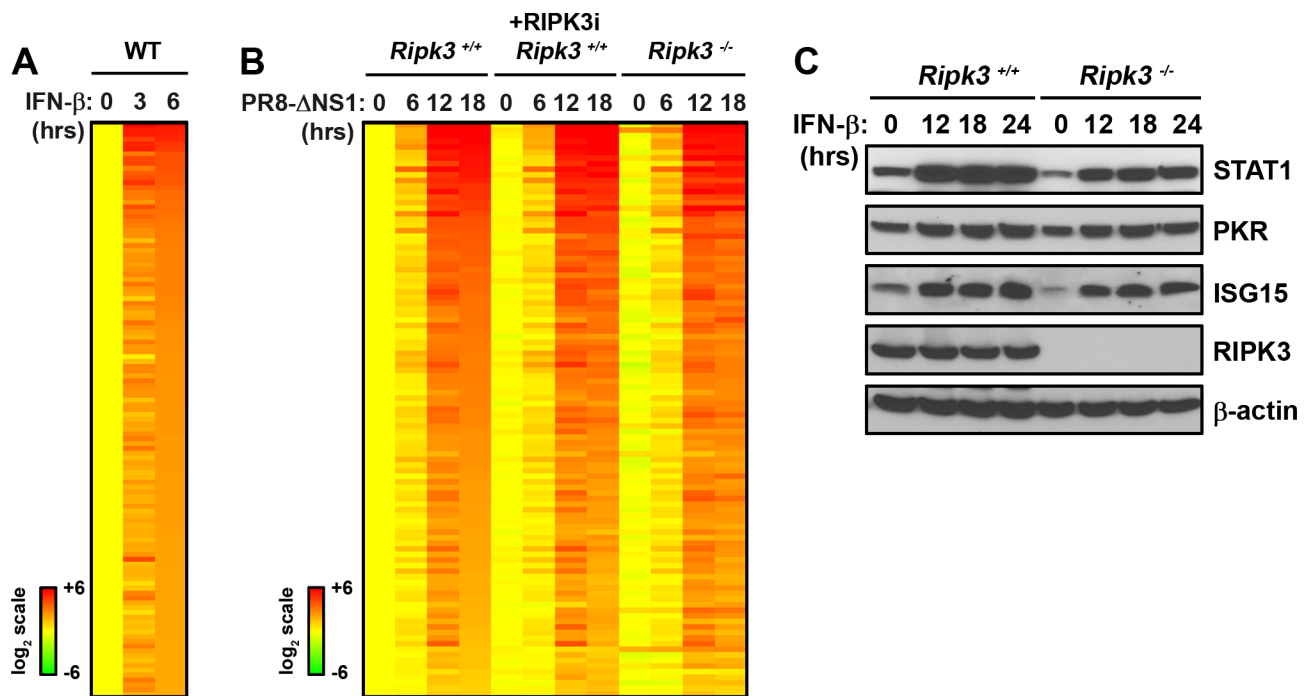 A
WT
IFN-β: 0 3 6
(hrs)
+6
log2 scale
-6
B
+RIPK3i
Ripk3 +/+ Ripk3 +/+ Ripk3 -/-
PR8-ΔNS1: 0 6 12 18 0 6 12 18 0 6 12 18
(hrs)
+6
log2 scale
-6
C
Ripk3 +/+ Ripk3 -/-
IFN-β: 0 12 18 24 0 12 18 24
(hrs)
STAT1
PKR
ISG15
RIPK3
β-actin